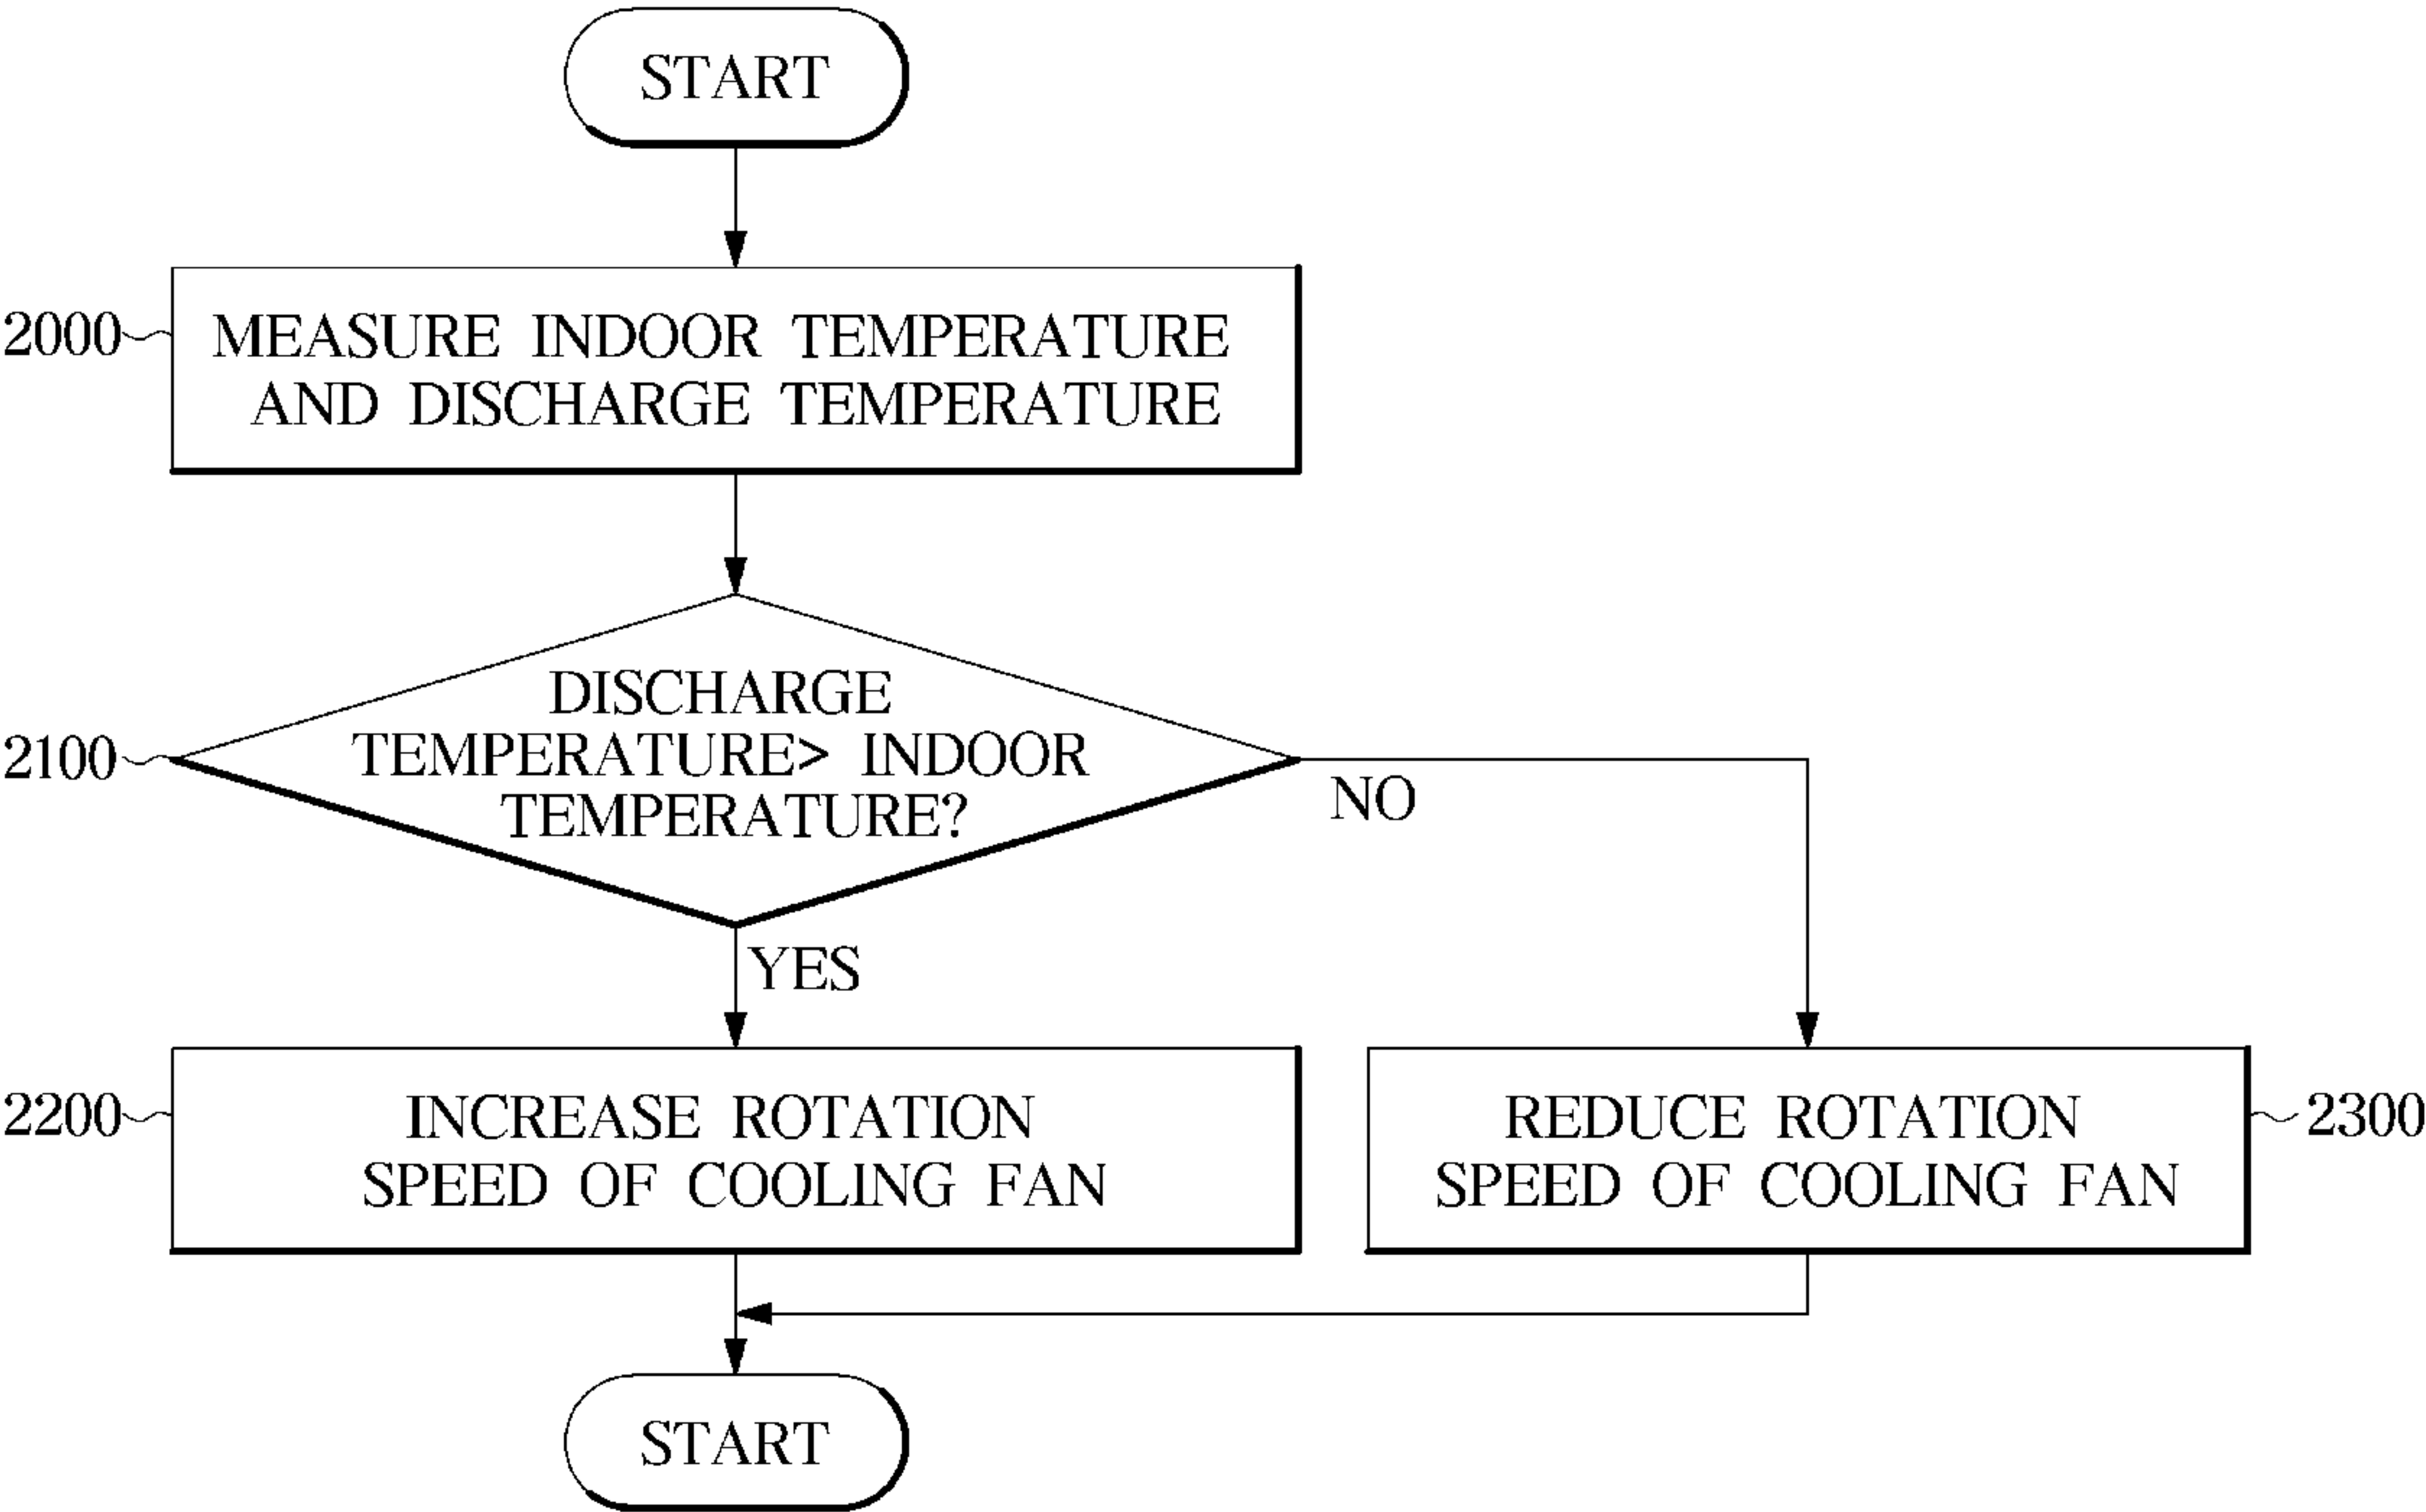 START
2000
MEASURE INDOOR TEMPERATURE
AND DISCHARGE TEMPERATURE
2100
DISCHARGE
TEMPERATURE> INDOOR
TEMPERATURE?
NO
YES
2200
INCREASE ROTATION
SPEED OF COOLING FAN
REDUCE ROTATION
SPEED OF COOLING FAN
2300
START